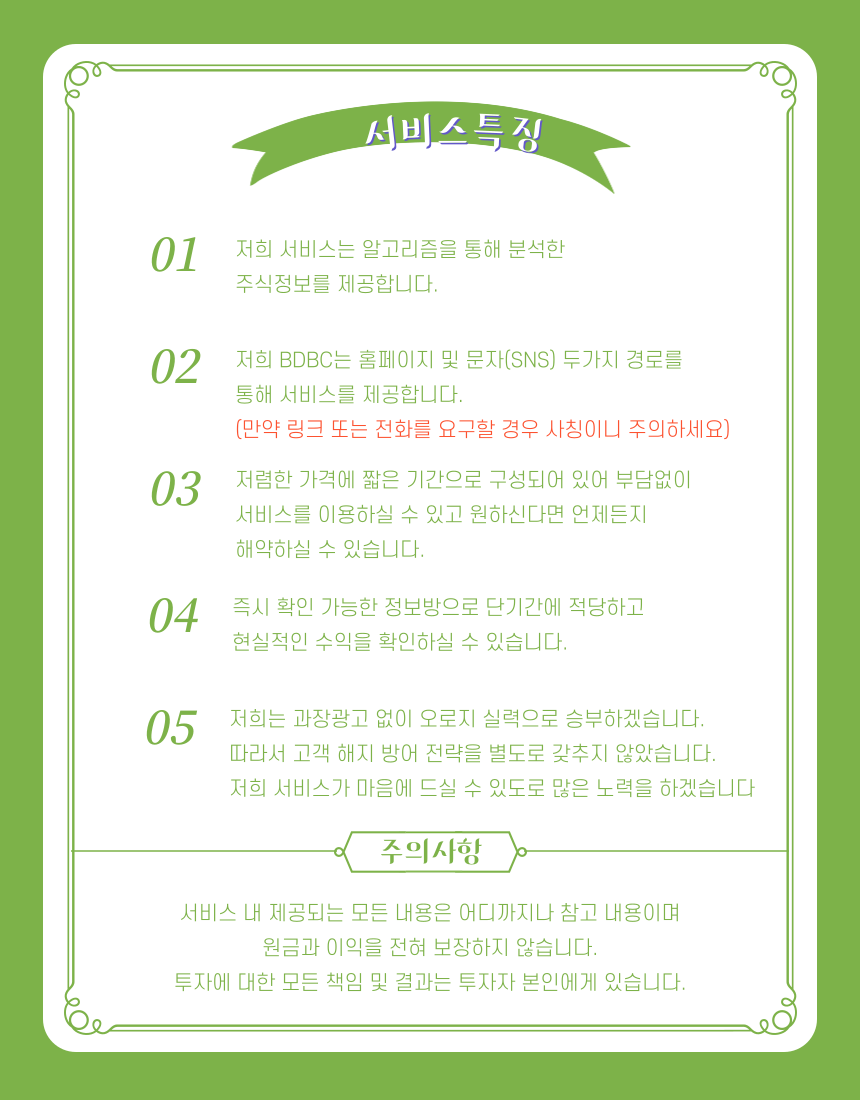 서비스특징
01
저희 서비스는 알고리즘을 통해 분석한
주식정보를 제공합니다.
02
저희 BDBC는 홈페이지 및 문자(SNS) 두가지 경로를
통해 서비스를 제공합니다.
(만약 링크 또는 전화를 요구할 경우 사칭이니 주의하세요)
03
저렴한 가격에 짧은 기간으로 구성되어 있어 부담없이
서비스를 이용하실 수 있고 원하신다면 언제든지
해약하실 수 있습니다.
04
즉시 확인 가능한 정보방으로 단기간에 적당하고
현실적인 수익을 확인하실 수 있습니다.
05
저희는 과장광고 없이 오로지 실력으로 승부하겠습니다.
따라서 고객 해지 방어 전략을 별도로 갖추지 않았습니다.
저희 서비스가 마음에 드실 수 있도로 많은 노력을 하겠습니다
주의사항
서비스 내 제공되는 모든 내용은 어디까지나 참고 내용이며
원금과 이익을 전혀 보장하지 않습니다.
투자에 대한 모든 책임 및 결과는 투자자 본인에게 있습니다.